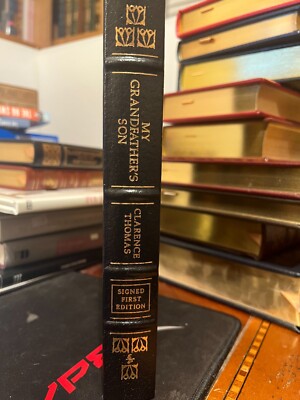 MY
GRANDFATHER'S
SON
CLARENCE
THOMAS
SIGNED
FIRST
EDITION